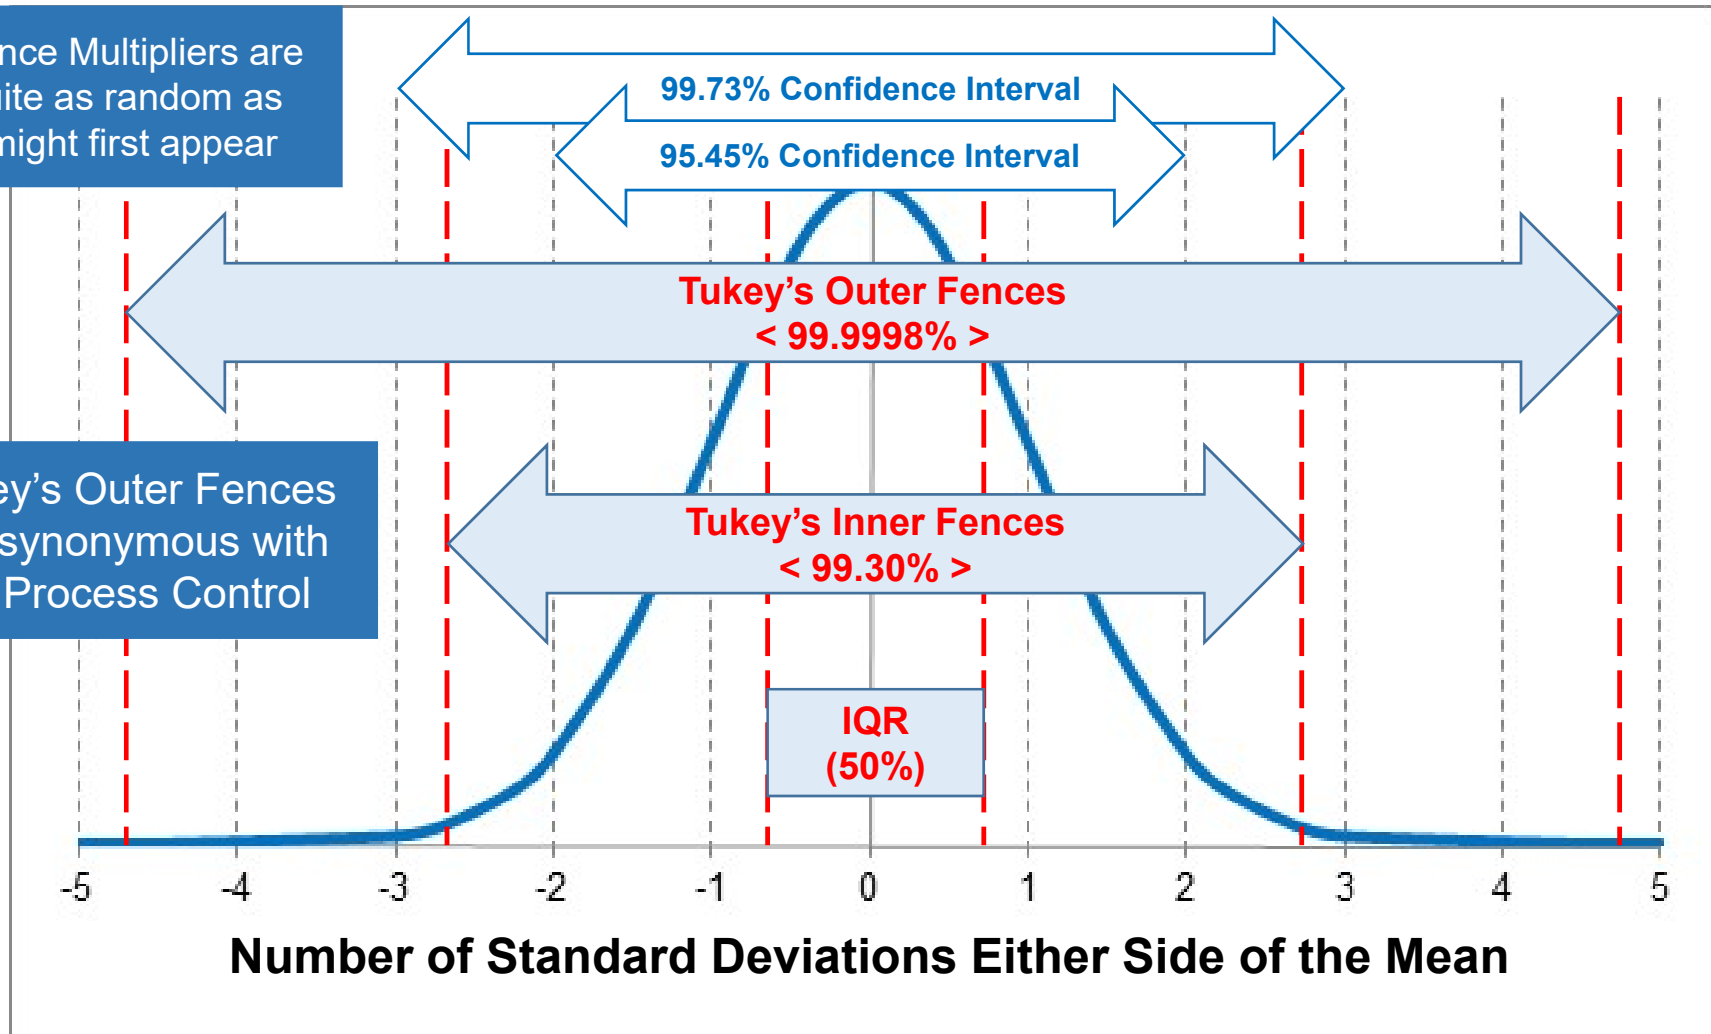 nce Multipliers are
uite as random as
might first appear
99.73% Confidence Interval
95.45% Confidence Interval
Tukey’s Outer Fences
< 99.9998% >
ey’s Outer Fences
synonymous with
Process Control
Tukey’s Inner Fences
< 99.30% >
IQR
(50%)
-5 -4 -3 -2 -1 0 1 2 3 4 5
Number of Standard Deviations Either Side of the Mean